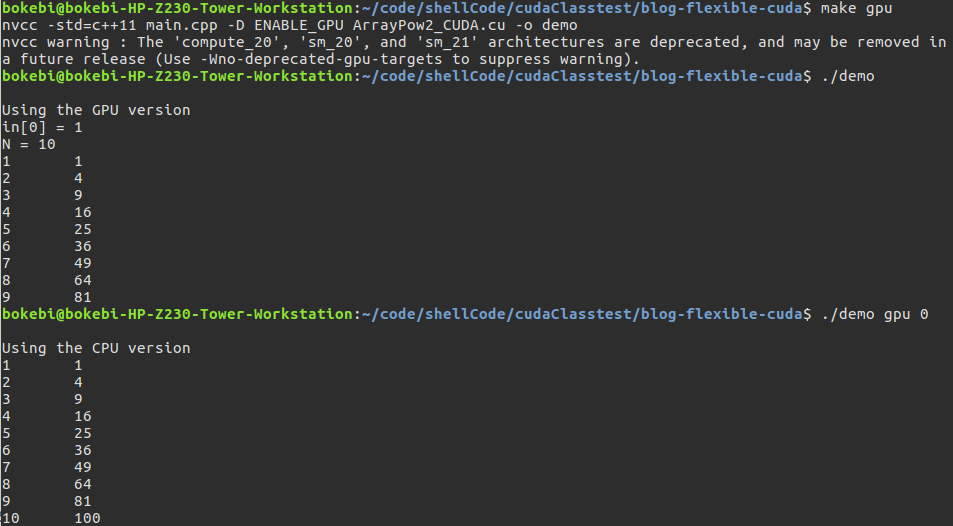 bokebi@bokebi-HP-Z230-Tower-Workstation:~/code/shellCode/cudaClasstest/blog-flexible-cuda$ make gpu
nvcc -std=c++11 main.cpp -D ENABLE_GPU ArrayPow2_CUDA.cu -o demo
nvcc warning : The 'compute_20', 'sm_20', and 'sm_21' architectures are deprecated, and may be removed in
a future release (Use -Wno-deprecated-gpu-targets to suppress warning).
bokebi@bokebi-HP-Z230-Tower-Workstation:~/code/shellCode/cudaClasstest/blog-flexible-cuda$ ./demo
Using the GPU version
in[0] = 1
N = 10
1 1
2 4
3 9
4 16
5 25
6 36
7 49
8 64
9 81
bokebi@bokebi-HP-Z230-Tower-Workstation:~/code/shellCode/cudaClasstest/blog-flexible-cuda$ ./demo gpu 0
Using the CPU version
1 1
2 4
3 9
4 16
5 25
6 36
7 49
8 64
9 81
10 100